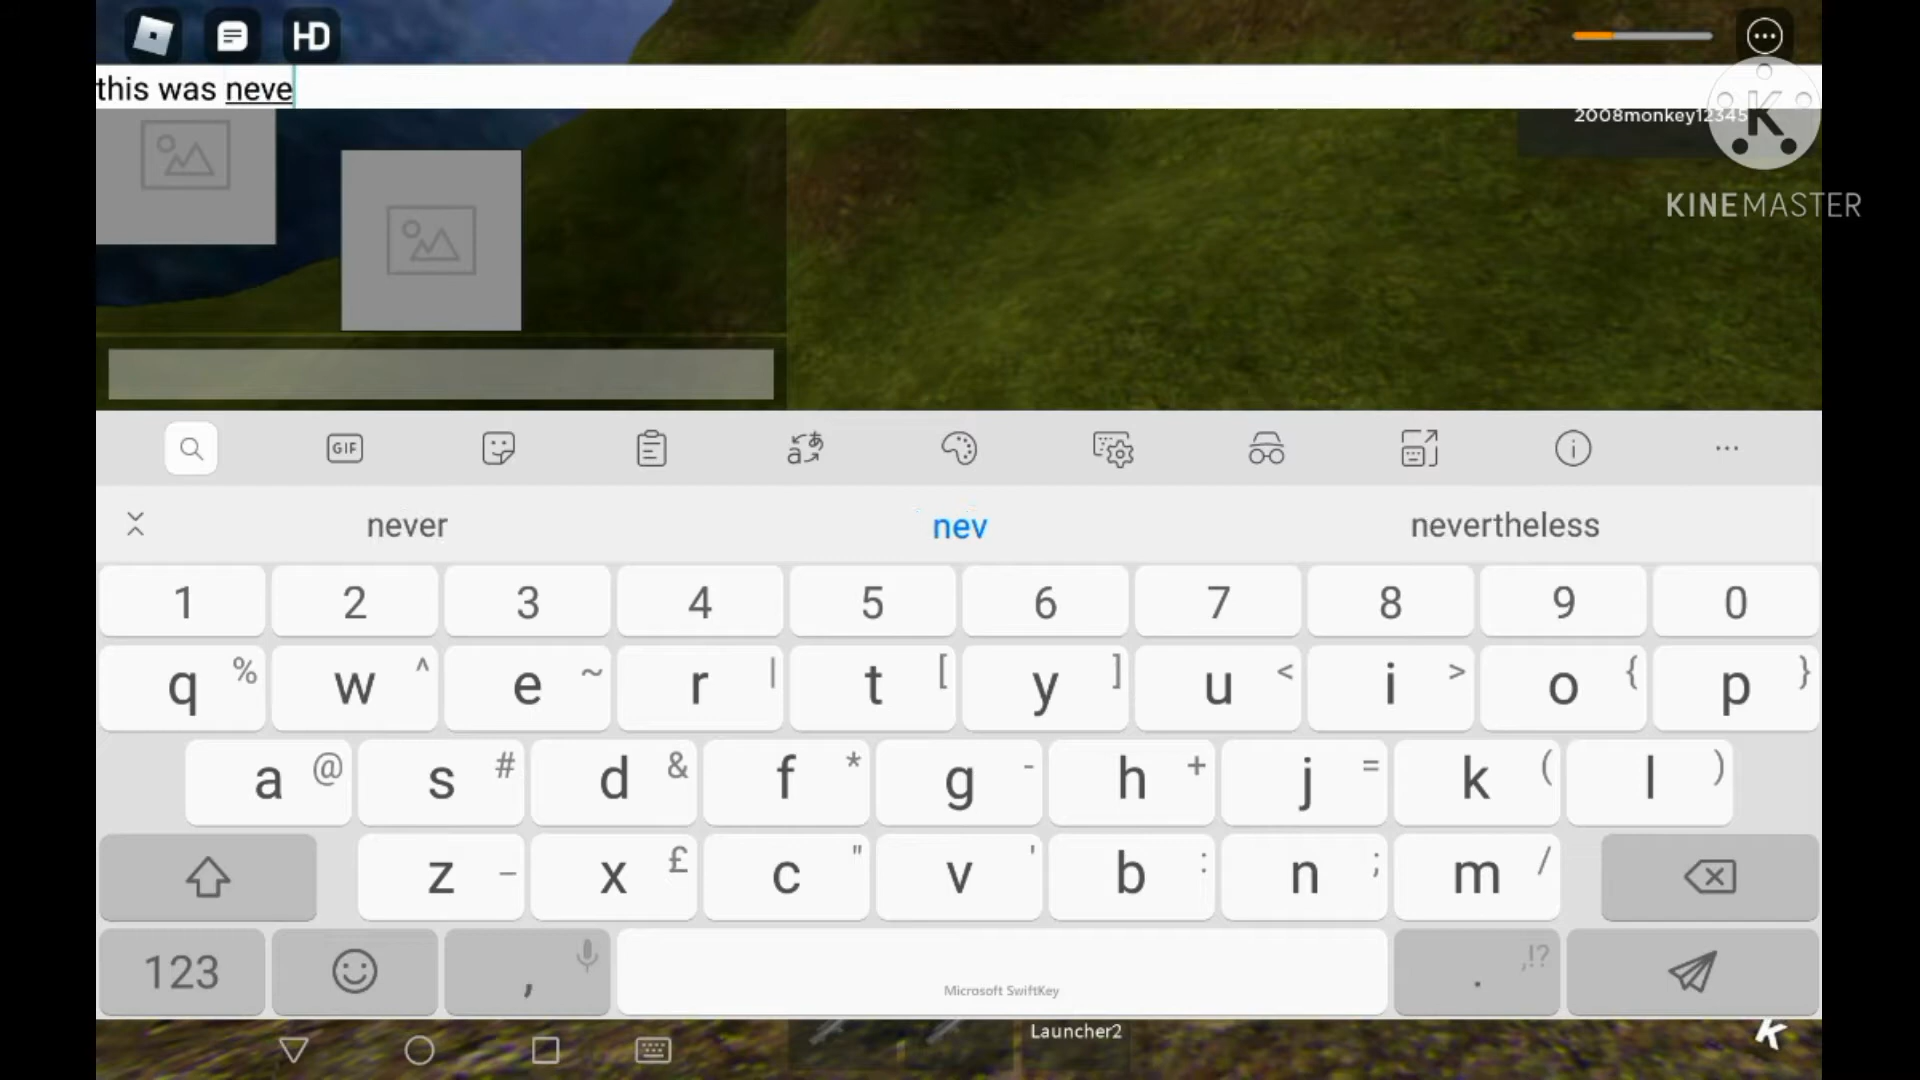 HD
this was neve
2008monkey12345
K
KINEMASTER
GIF
never
nev
nevertheless
1 2 3 4 5 6 7 8 9 0
q % w ^ e ~ r | t [ y ] u < i > o { p }
a @ s # d & f * g - h + j = k ( l )
z _ x £ c " v ' b : n ; m /
123 , . ,!?
Microsoft SwiftKey
Launcher2
K